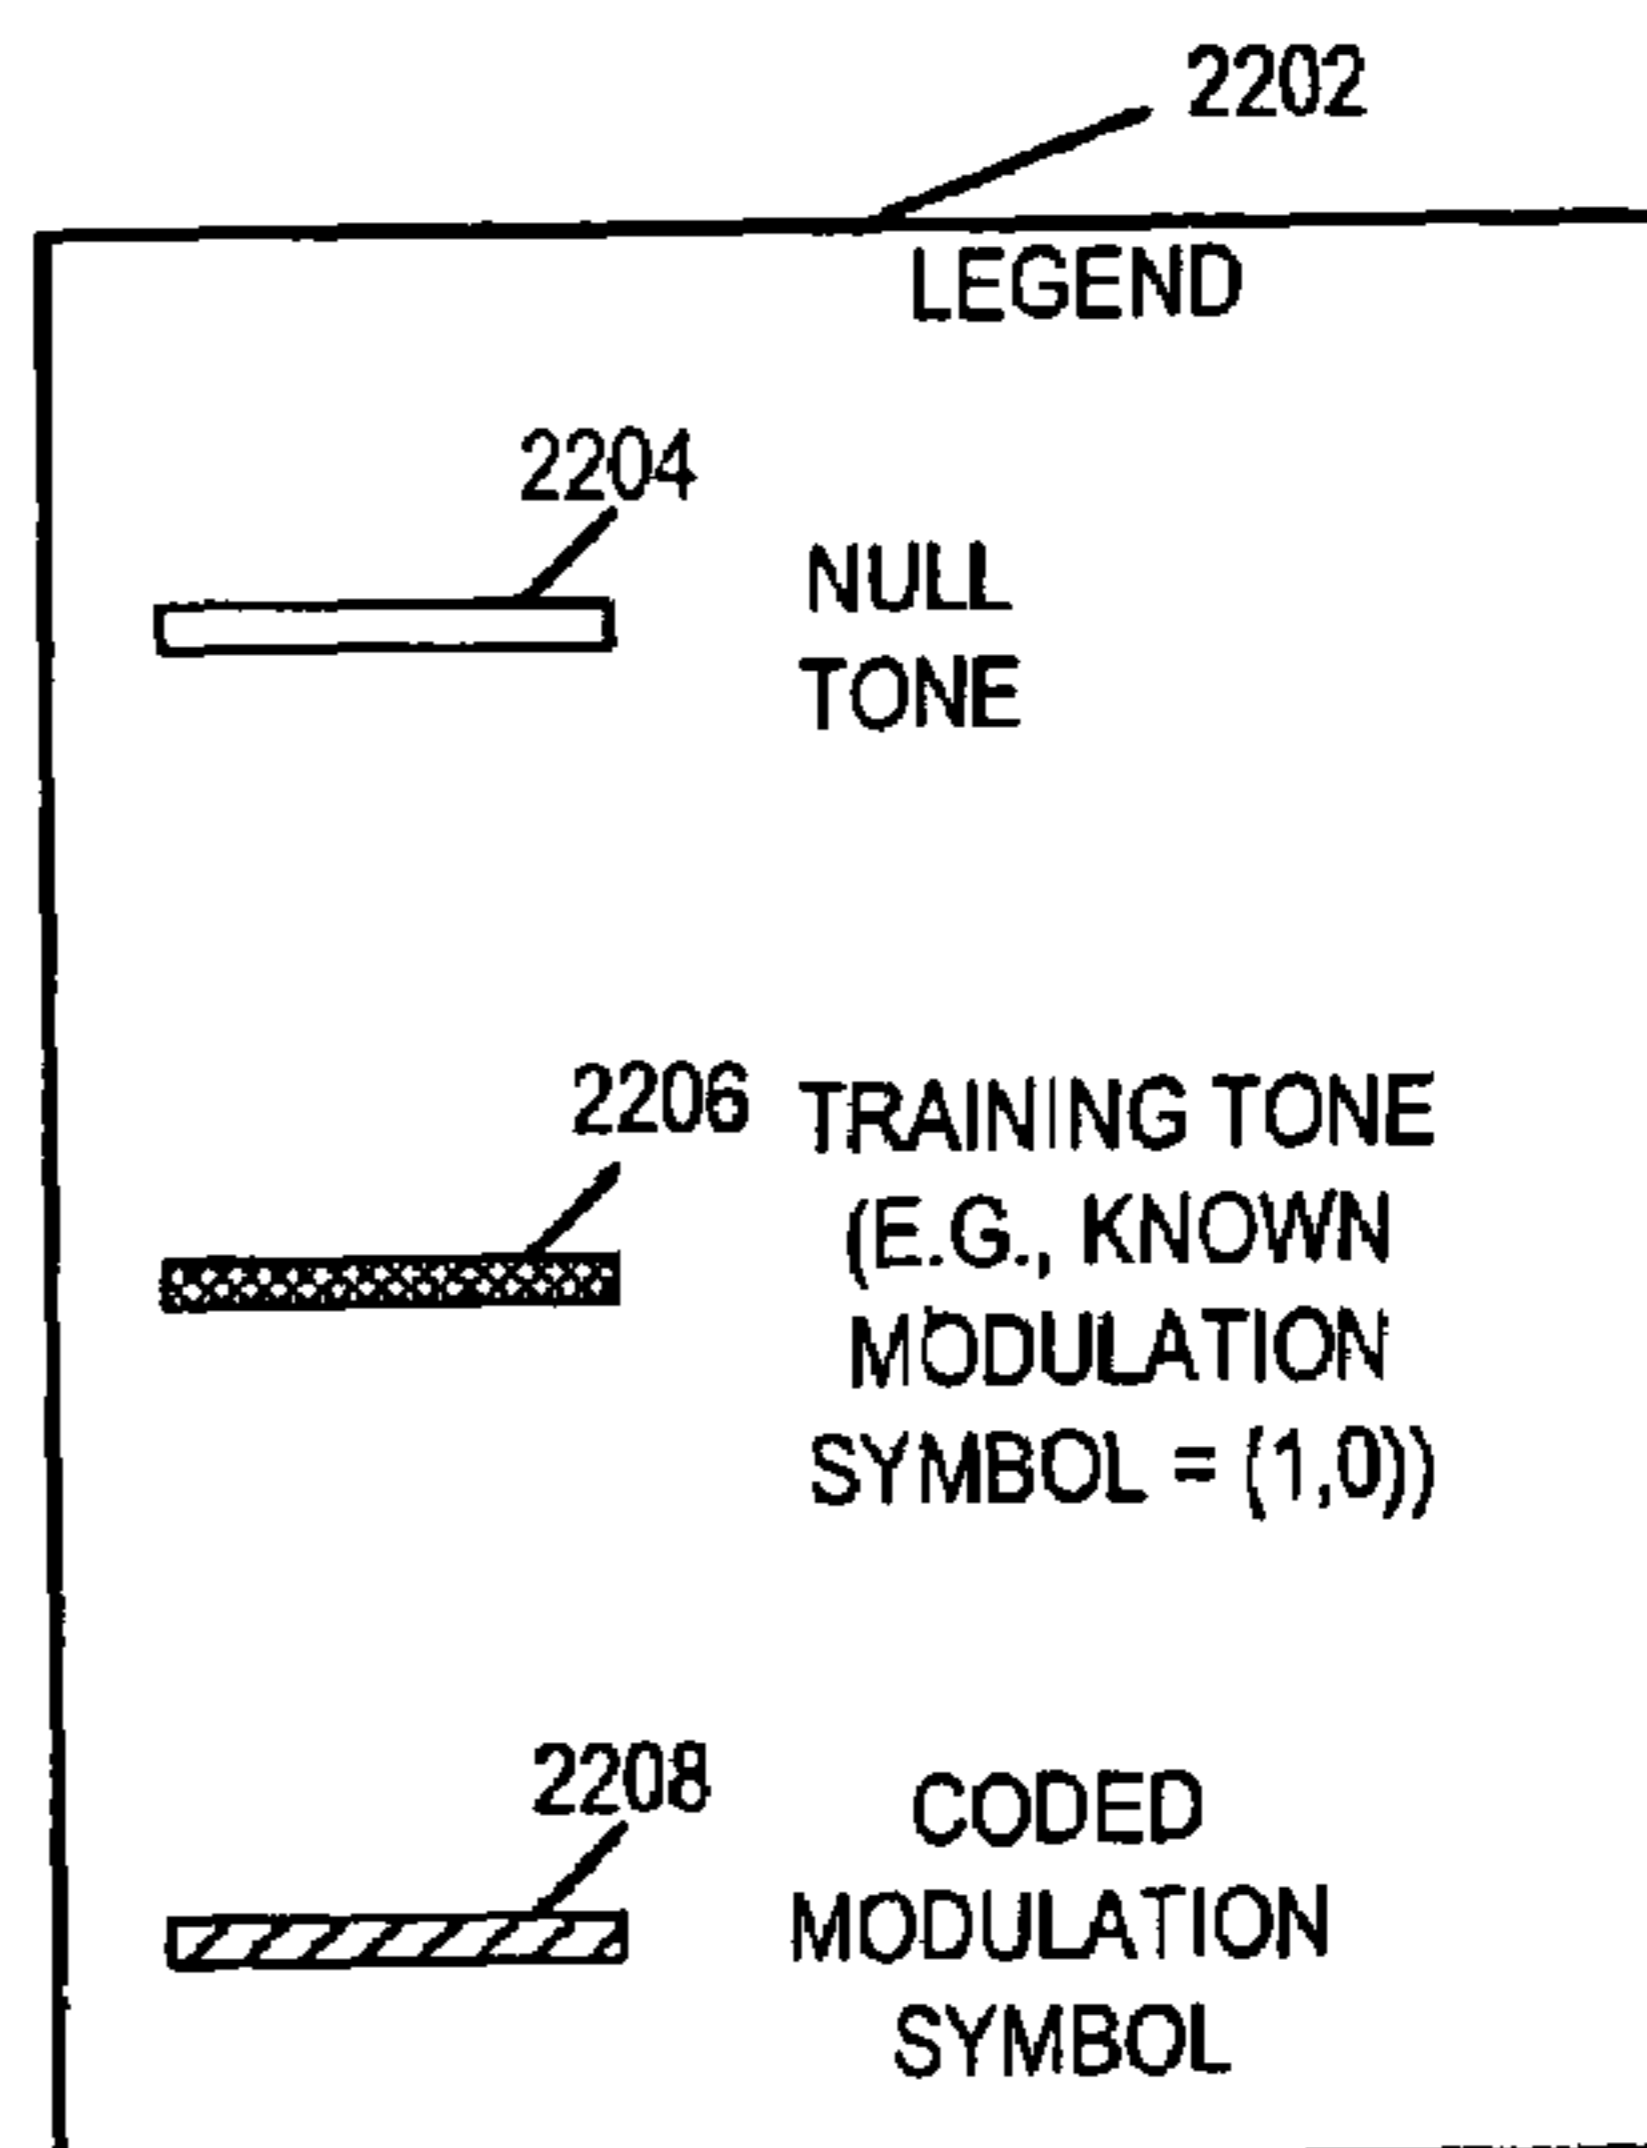 2202
LEGEND
2204
NULL
TONE
2206
TRAINING TONE
(E.G., KNOWN
MODULATION
SYMBOL = (1,0))
2208
CODED
MODULATION
SYMBOL